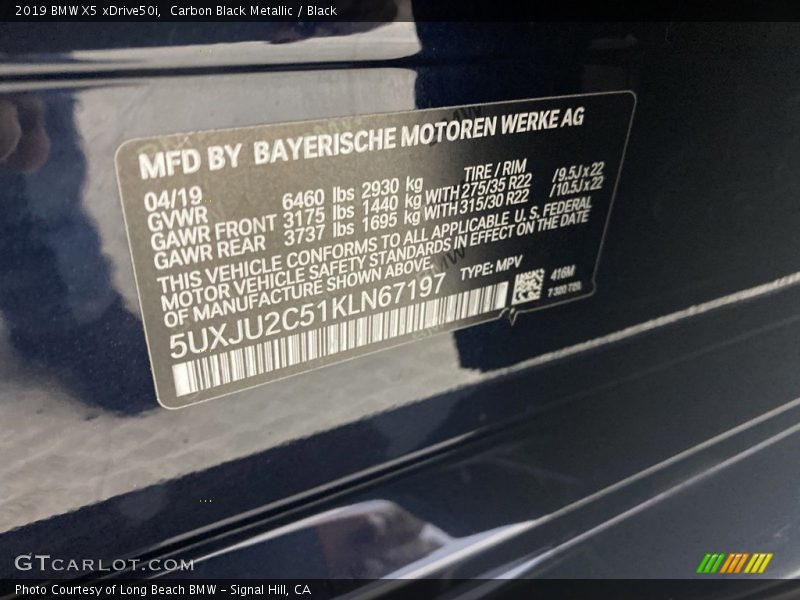 2019 BMW X5 xDrive50i, Carbon Black Metallic / Black
MFD BY BAYERISCHE MOTOREN WERKE AG
04/19 TIRE / RIM
GVWR 6460 lbs 2930 kg
GAWR FRONT 3175 lbs 1440 kg WITH 275/35 R22 /9.5Jx22
GAWR REAR 3737 lbs 1695 kg WITH 315/30 R22 /10.5Jx22
THIS VEHICLE CONFORMS TO ALL APPLICABLE U.S. FEDERAL
MOTOR VEHICLE SAFETY STANDARDS IN EFFECT ON THE DATE
OF MANUFACTURE SHOWN ABOVE.
5UXJU2C51KLN67197 TYPE: MPV
416M
GTCARLOT.COM
Photo Courtesy of Long Beach BMW - Signal Hill, CA